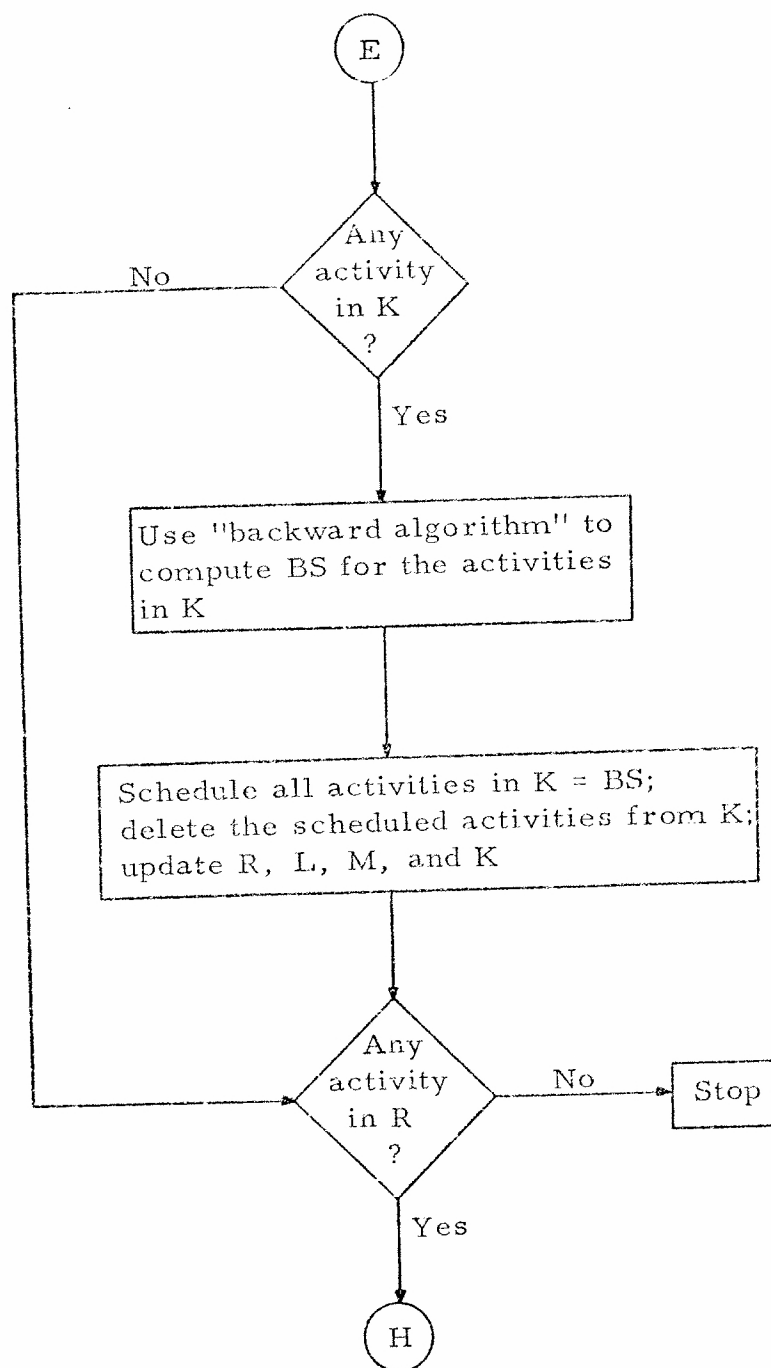 E
Any
activity
in K
?
No
Yes
Use "backward algorithm" to
compute BS for the activities
in K
Schedule all activities in K = BS;
delete the scheduled activities from K;
update R, L, M, and K
Any
activity
in R
?
No
Stop
Yes
H